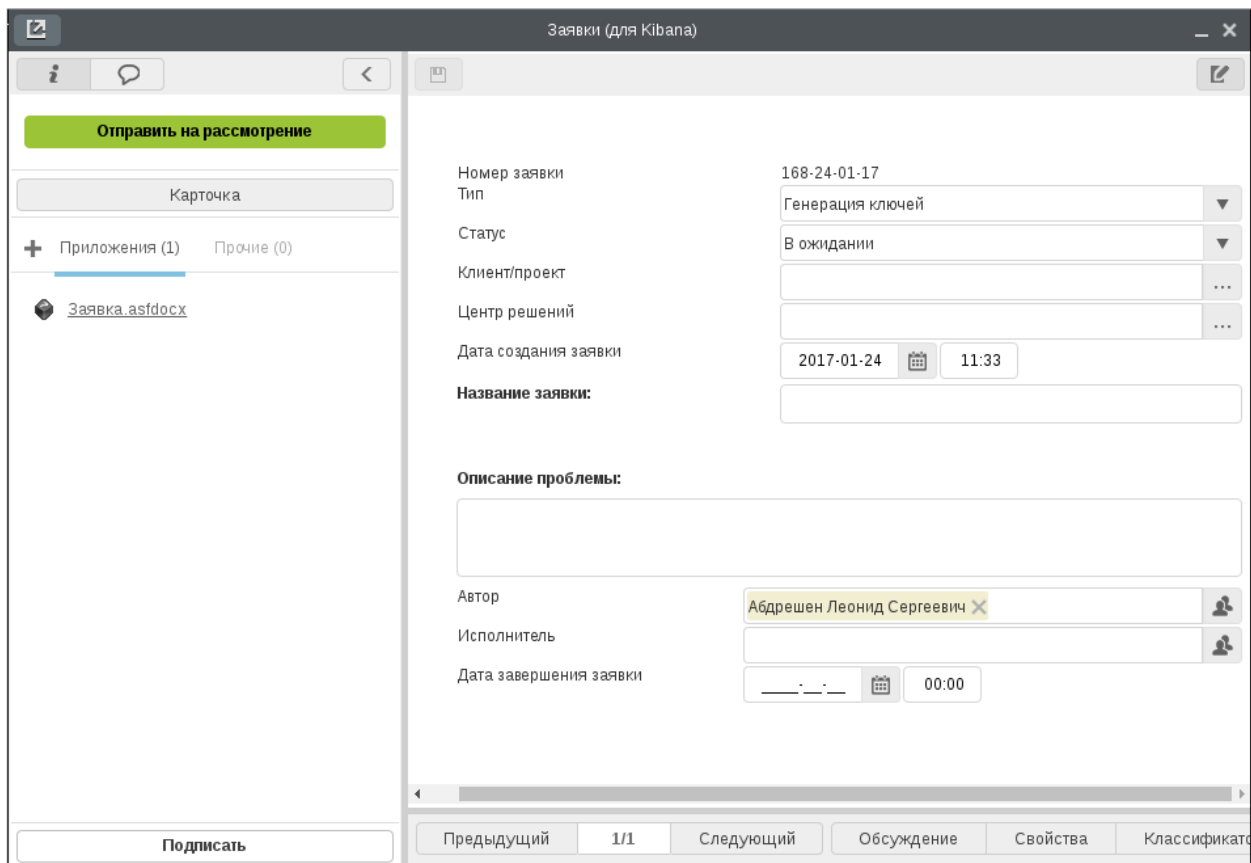 Заявки (для Kibana)
Отправить на рассмотрение
Карточка
Приложения (1) Прочие (0)
Заявка.asfdocx
Подписать
Номер заявки 168-24-01-17
Тип Генерация ключей
Статус В ожидании
Клиент/проект ...
Центр решений ...
Дата создания заявки 2017-01-24 11:33
Название заявки:
Описание проблемы:
Автор Абдрешен Леонид Сергеевич
Исполнитель
Дата завершения заявки ____-__-__ 00:00
Предыдущий 1/1 Следующий Обсуждение Свойства Классификато